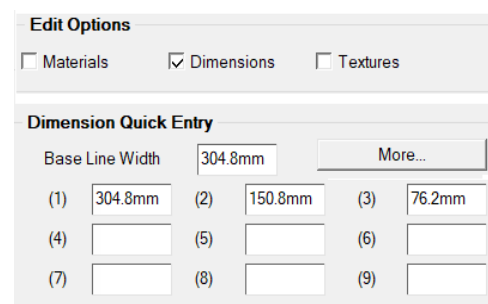 Edit Options
Materials Dimensions Textures
Dimension Quick Entry
Base Line Width 304.8mm More...
(1) 304.8mm (2) 150.8mm (3) 76.2mm
(4) (5) (6)
(7) (8) (9)